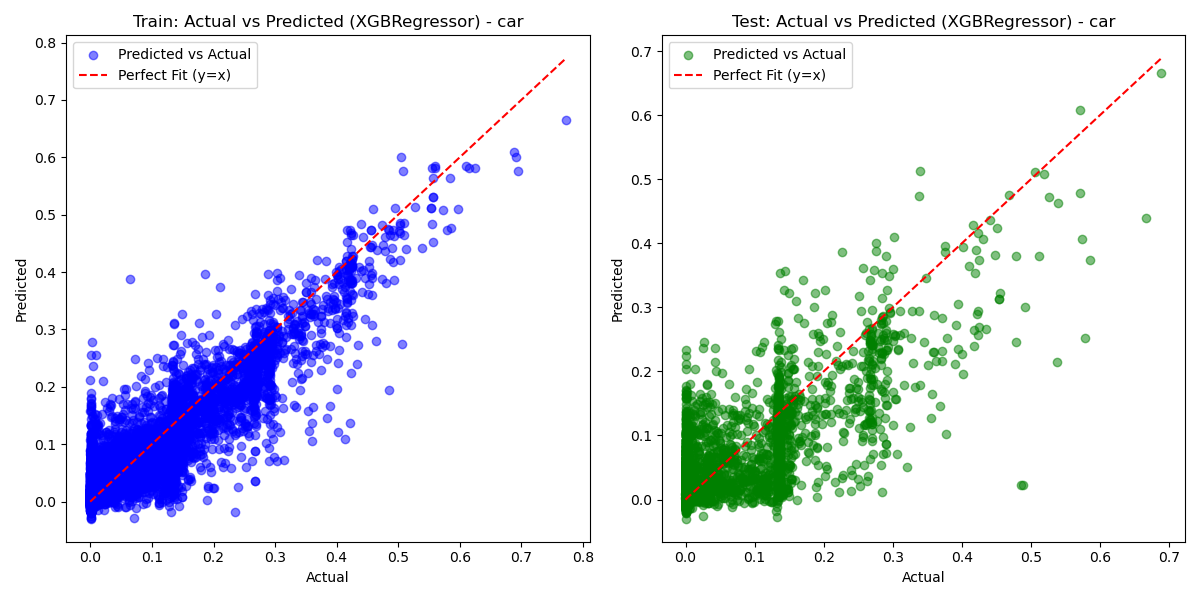 Train: Actual vs Predicted (XGBRegressor) - car
Predicted vs Actual
Perfect Fit (y=x)
0.8
0.7
0.6
0.5
0.4
0.3
0.2
0.1
0.0
Predicted
0.0 0.1 0.2 0.3 0.4 0.5 0.6 0.7 0.8
Actual
Test: Actual vs Predicted (XGBRegressor) - car
Predicted vs Actual
Perfect Fit (y=x)
0.7
0.6
0.5
0.4
0.3
0.2
0.1
0.0
Predicted
0.0 0.1 0.2 0.3 0.4 0.5 0.6 0.7
Actual